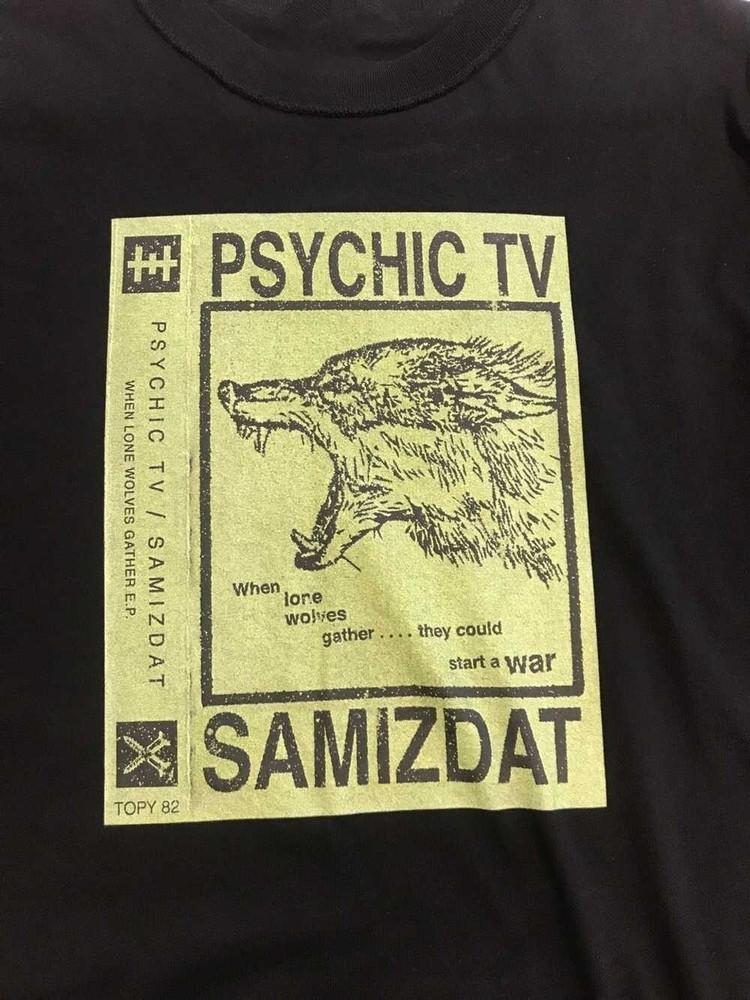 PSYCHIC TV
PSYCHIC TV / SAMIZDAT
WHEN LONE WOLVES GATHER E.P.
When
lone
wolves
gather .... they could
start a war
SAMIZDAT
TOPY 82